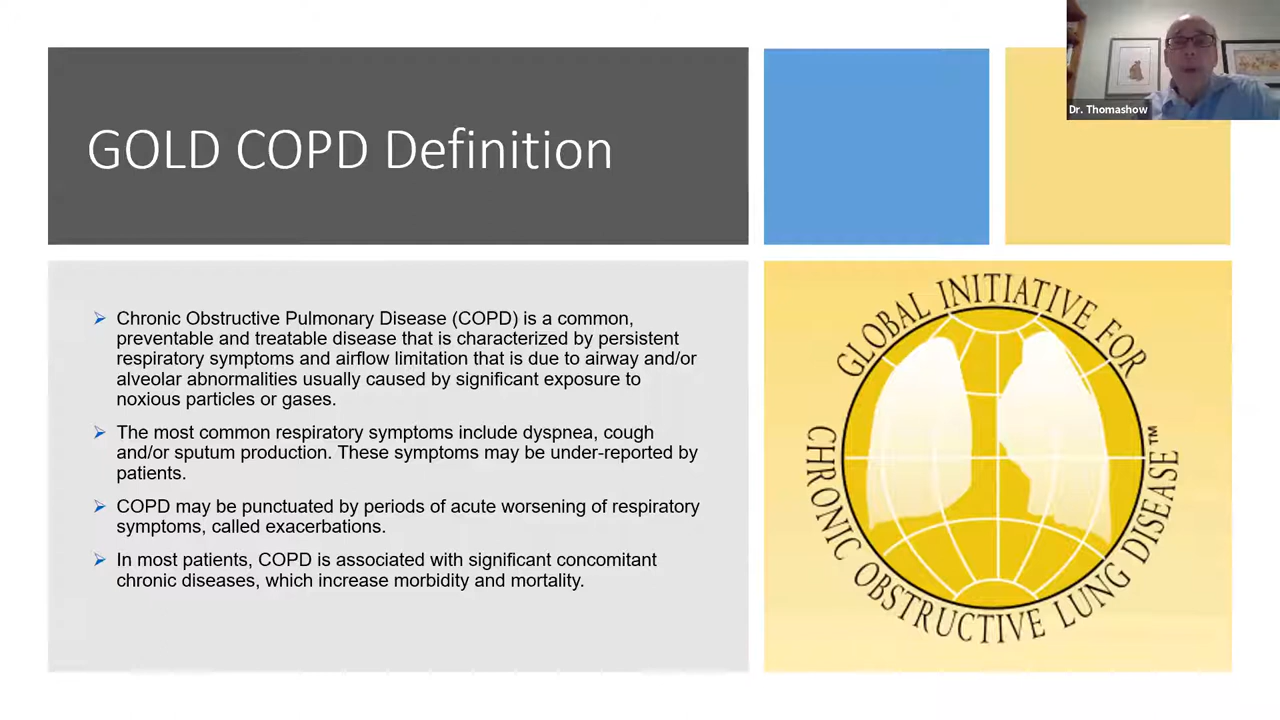 Dr. Thomashow
GOLD COPD Definition
Chronic Obstructive Pulmonary Disease (COPD) is a common,
preventable and treatable disease that is characterized by persistent
respiratory symptoms and airflow limitation that is due to airway and/or
alveolar abnormalities usually caused by significant exposure to
noxious particles or gases.
The most common respiratory symptoms include dyspnea, cough
and/or sputum production. These symptoms may be under-reported by
patients.
COPD may be punctuated by periods of acute worsening of respiratory
symptoms, called exacerbations.
In most patients, COPD is associated with significant concomitant
chronic diseases, which increase morbidity and mortality.
GLOBAL INITIATIVE FOR
CHRONIC OBSTRUCTIVE LUNG DISEASE™